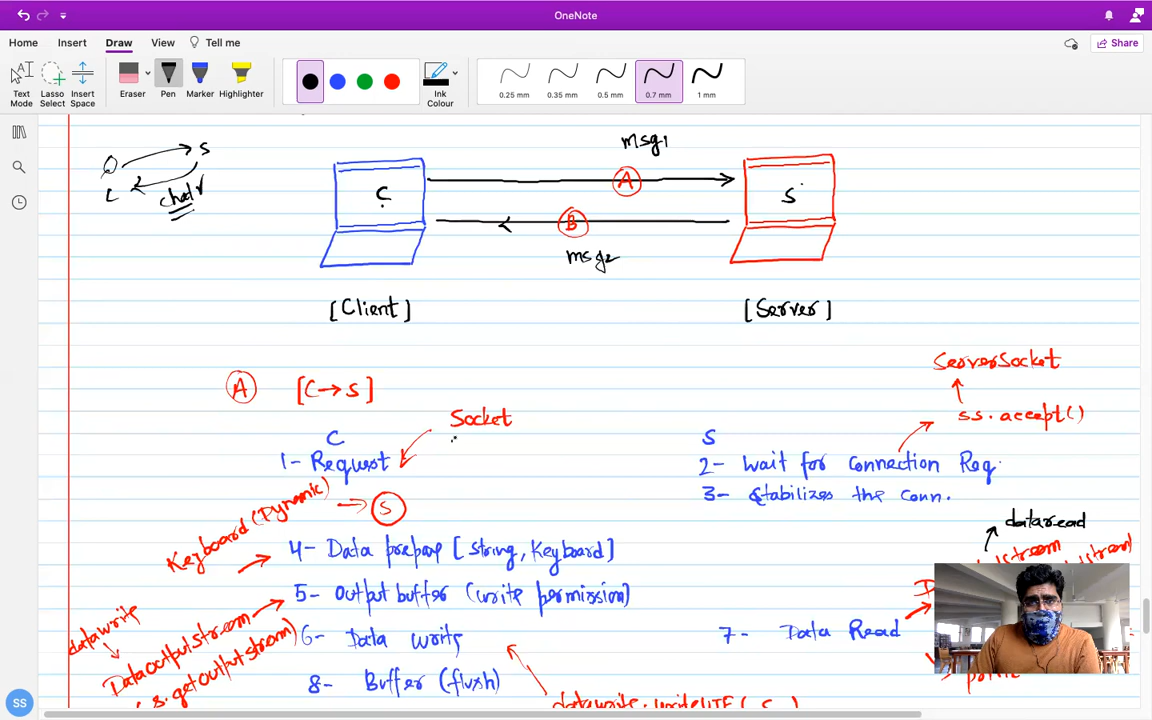 OneNote
Home Insert Draw View Tell me
Share
Text Mode
Lasso Select
Insert Space
Eraser
Pen
Marker
Highlighter
Ink Colour
0.25 mm
0.35 mm
0.5 mm
0.7 mm
1 mm
C
S
chat
msg1
C
A
S
B
msg2
[Client]
[Server]
A [C→S]
ServerSocket
Socket
ss.accept()
C
S
1- Request
2- Wait for Connection Req.
3- Stabilizes the Conn.
Keyboard (Dynamic) → S
dataread
4- Data prepare [String, Keyboard]
5- Output buffer (write permission)
datawrite
Dataoutputstream
(s.getoutputstream)
6- Data write
7- Data Read
8- Buffer (flush)
datawrite.writeUTF(s)
SS